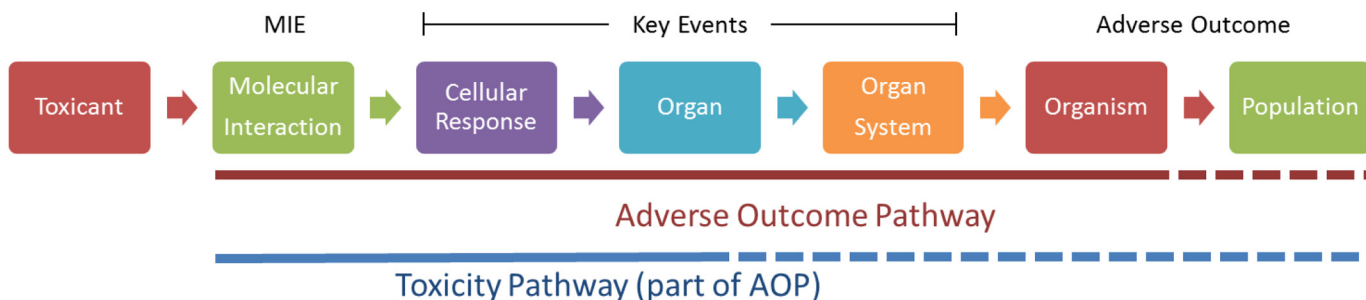 MIE
Key Events
Adverse Outcome
Toxicant
Molecular
Interaction
Cellular
Response
Organ
Organ
System
Organism
Population
Adverse Outcome Pathway
Toxicity Pathway (part of AOP)